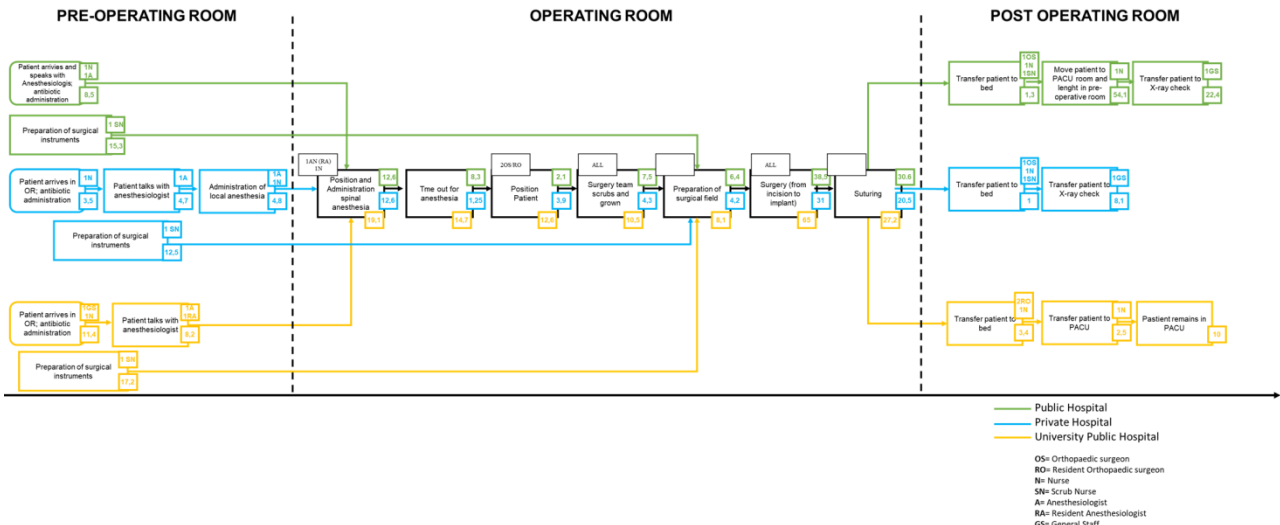 PRE-OPERATING ROOM
OPERATING ROOM
POST OPERATING ROOM
Patient arrivies and
speaks with
Anesthesiologis;
antibiotic
administration
1N
1A
8,5
Preparation of surgical
instruments
1 SN
15,3
Patient arrives in
OR; antibiotic
administration
1N
3,5
Patient talks with
anesthesiologist
1A
4,7
Administration of
local anesthesia
1A
1N
4,8
Preparation of surgical
instruments
1 SN
12,5
Patient arrives in
OR; antibiotic
administration
1GS
1N
11,4
Patient talks with
anesthesiologist
1A
1RA
8,2
Preparation of surgical
instruments
1 SN
17,2
1AN (RA)
1N
Position and
Administration
spinal
anesthesia
12,6
12,6
19,1
Tme out for
anesthesia
8,3
1,25
14,7
2OS/RO
Position
Patient
2,1
3,9
12,6
ALL
Surgery team
scrubs and
grown
7,5
4,3
10,5
Preparation of
surgical field
6,4
4,2
8,1
ALL
Surgery (from
incision to
implant)
38,5
31
65
Suturing
30.6
20,5
27,2
Transfer patient to
bed
1OS
1N
1SN
1,3
Move patient to
PACU room and
lenght in pre-
operative room
1N
54,1
Transfer patient to
X-ray check
1GS
22,4
Transfer patient to
bed
1OS
1N
1SN
1
Transfer patient to
X-ray check
1GS
8,1
Transfer patient to
bed
2RO
1N
3,4
Transfer patient to
PACU
1N
2,5
Pastient remains in
PACU
10
Public Hospital
Private Hospital
University Public Hospital
OS= Orthopaedic surgeon
RO= Resident Orthopaedic surgeon
N= Nurse
SN= Scrub Nurse
A= Anesthesiologist
RA= Resident Anesthesiologist
GS= General Staff